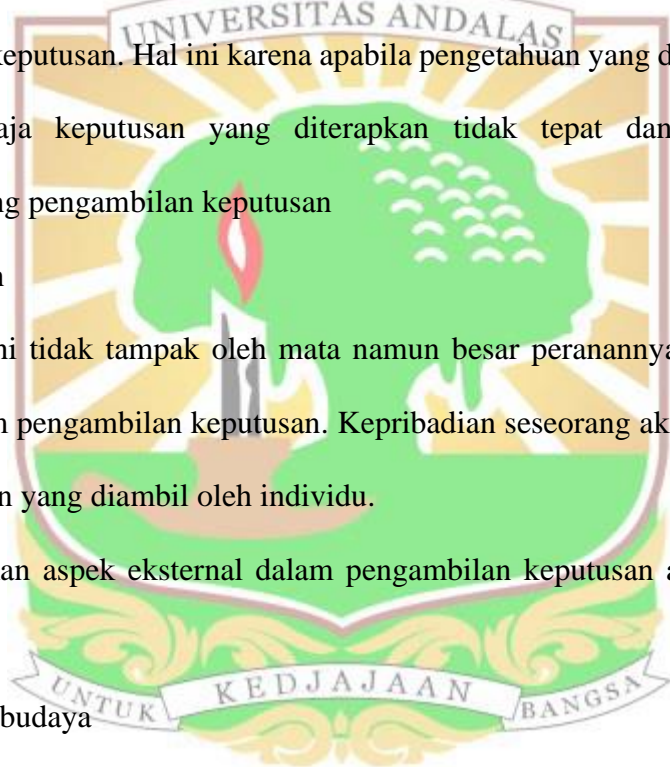 UNIVERSITAS ANDALAS
keputusan. Hal ini karena apabila pengetahuan yang d
aja keputusan yang diterapkan tidak tepat dan
ng pengambilan keputusan
n
ni tidak tampak oleh mata namun besar peranannya
n pengambilan keputusan. Kepribadian seseorang ak
n yang diambil oleh individu.
an aspek eksternal dalam pengambilan keputusan a
UNTUK KEDJAJAAN BANGSA
budaya